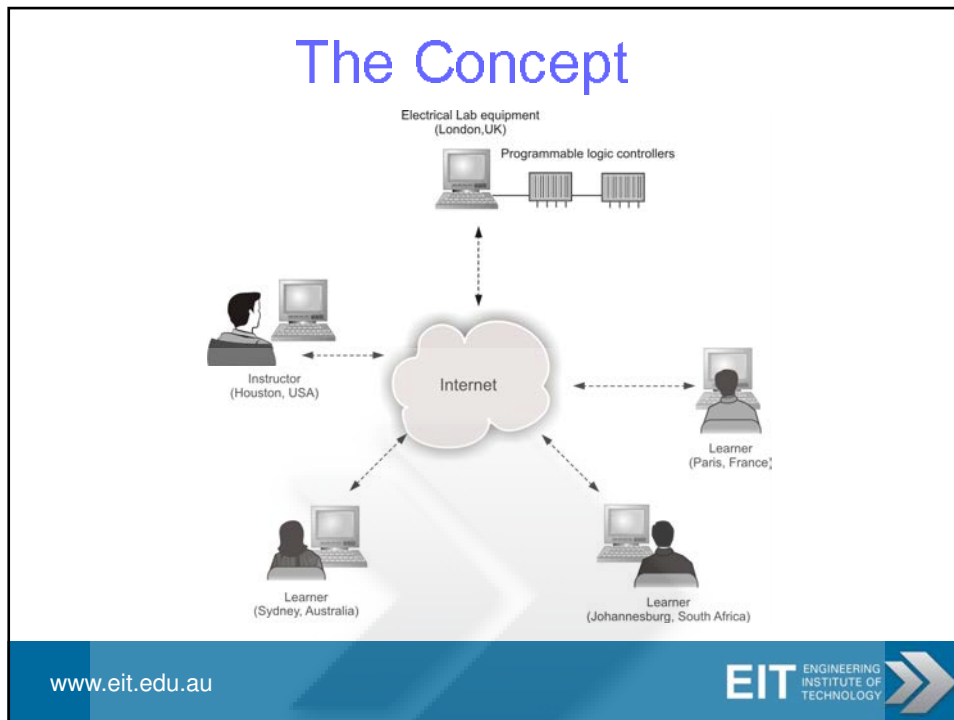 The Concept
Electrical Lab equipment
(London,UK)
Programmable logic controllers
Instructor
(Houston, USA)
Internet
Learner
(Paris, France)
Learner
(Sydney, Australia)
Learner
(Johannesburg, South Africa)
www.eit.edu.au
EIT
ENGINEERING
INSTITUTE OF
TECHNOLOGY